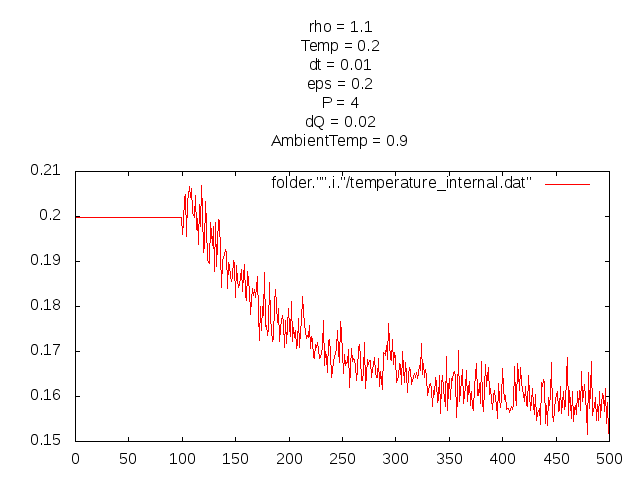 rho = 1.1
Temp = 0.2
dt = 0.01
eps = 0.2
P = 4
dQ = 0.02
AmbientTemp = 0.9
folder."".i."/temperature_internal.dat"
0.21
0.2
0.19
0.18
0.17
0.16
0.15
0 50 100 150 200 250 300 350 400 450 500